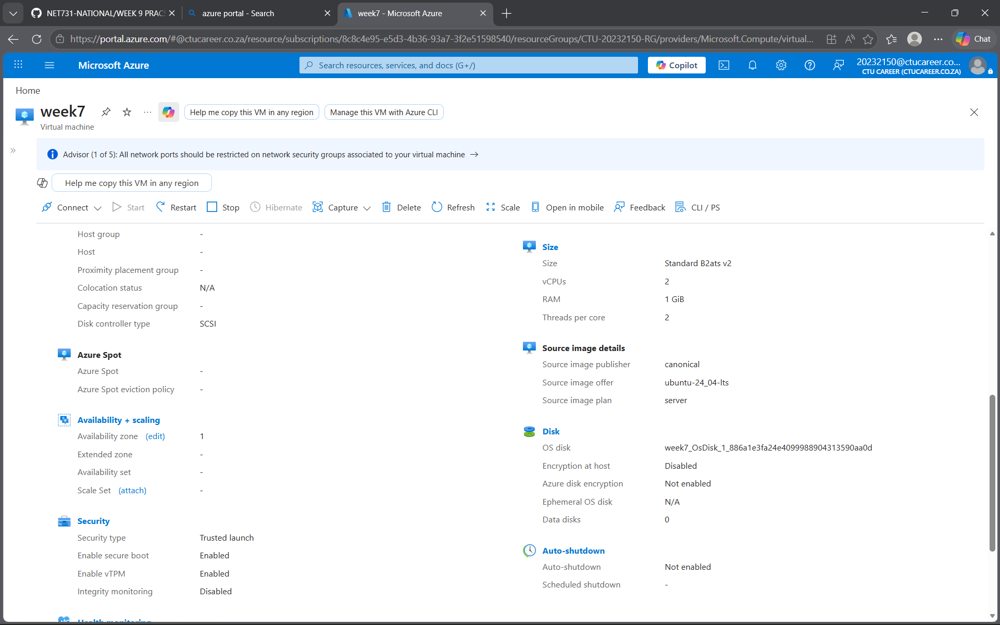 NET731-NATIONAL/WEEK 9 PRACS
azure portal - Search
week7 - Microsoft Azure
https://portal.azure.com/#@ctucareer.co.za/resource/subscriptions/8c8c4e95-e5d3-4b36-93a7-3f2e51598540/resourceGroups/CTU-20232150-RG/providers/Microsoft.Compute/virtual...
Chat
Microsoft Azure
Search resources, services, and docs (G+/)
Copilot
20232150@ctucareer.co...
CTU CAREER (CTUCAREER.CO.ZA)
Home
week7
Help me copy this VM in any region
Manage this VM with Azure CLI
Virtual machine
Advisor (1 of 5): All network ports should be restricted on network security groups associated to your virtual machine →
Help me copy this VM in any region
Connect
Start
Restart
Stop
Hibernate
Capture
Delete
Refresh
Scale
Open in mobile
Feedback
CLI / PS
Host group -
Host -
Proximity placement group -
Colocation status N/A
Capacity reservation group -
Disk controller type SCSI
Azure Spot
Azure Spot -
Azure Spot eviction policy -
Availability + scaling
Availability zone (edit) 1
Extended zone -
Availability set -
Scale Set (attach) -
Security
Security type Trusted launch
Enable secure boot Enabled
Enable vTPM Enabled
Integrity monitoring Disabled
Health monitoring
Size
Size Standard B2ats v2
vCPUs 2
RAM 1 GiB
Threads per core 2
Source image details
Source image publisher canonical
Source image offer ubuntu-24_04-lts
Source image plan server
Disk
OS disk week7_OsDisk_1_886a1e3fa24e4099988904313590aa0d
Encryption at host Disabled
Azure disk encryption Not enabled
Ephemeral OS disk N/A
Data disks 0
Auto-shutdown
Auto-shutdown Not enabled
Scheduled shutdown -